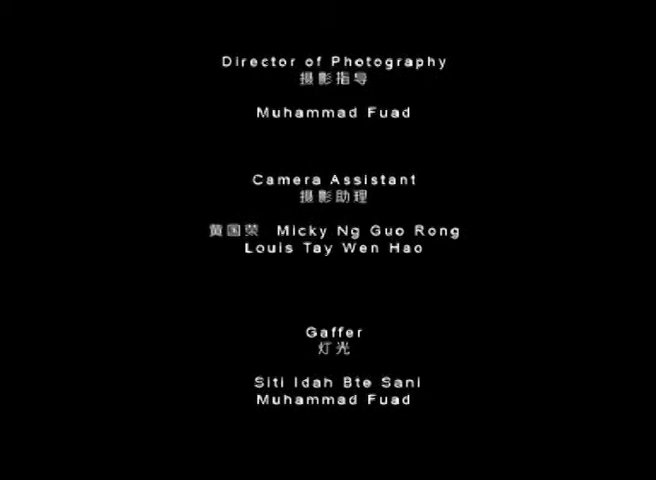 Director of Photography
摄影指导
Muhammad Fuad
Camera Assistant
摄影助理
黄国荣 Micky Ng Guo Rong
Louis Tay Wen Hao
Gaffer
灯光
Siti Idah Bte Sani
Muhammad Fuad